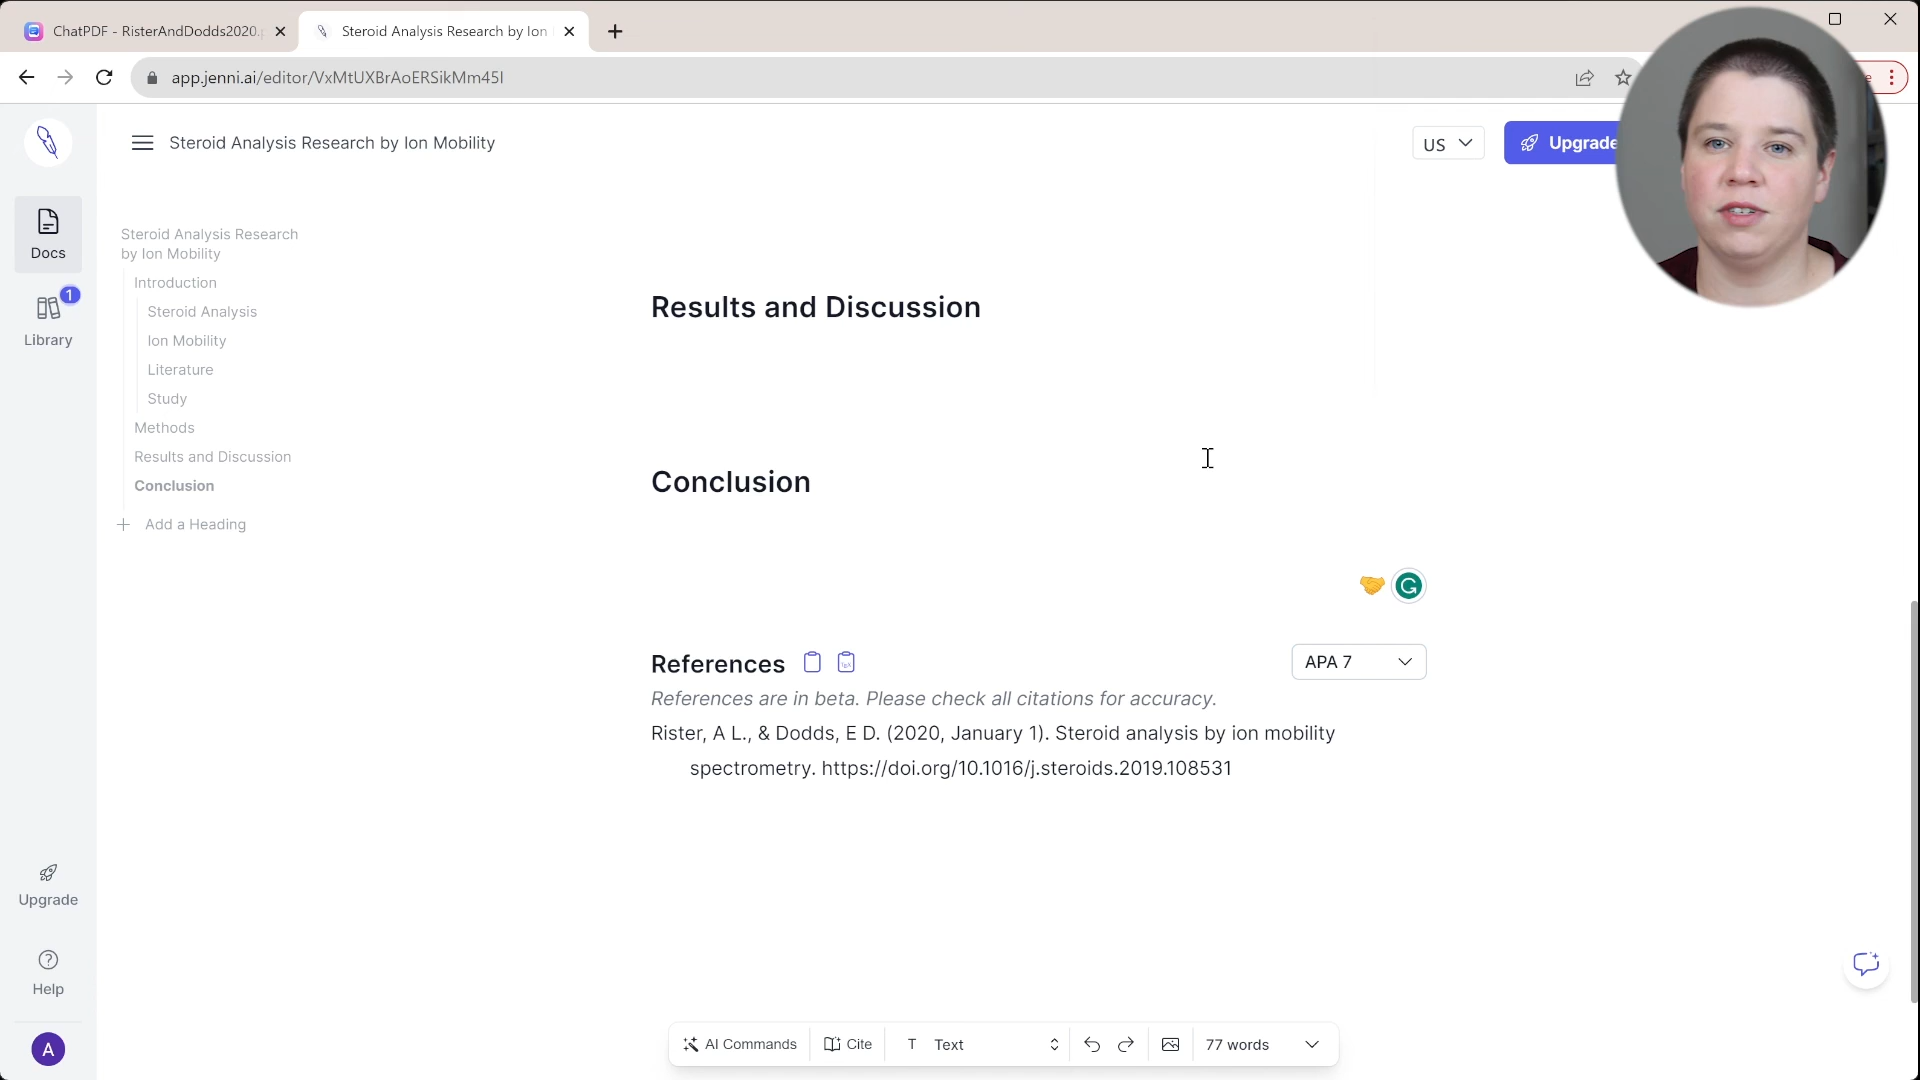 ChatPDF - RisterAndDodds2020.
Steroid Analysis Research by Ion
app.jenni.ai/editor/VxMtUXBrAoERSikMm45I
Steroid Analysis Research by Ion Mobility
US
Upgrade
Docs
1
Library
Steroid Analysis Research
by Ion Mobility
Introduction
Steroid Analysis
Ion Mobility
Literature
Study
Methods
Results and Discussion
Conclusion
Add a Heading
Results and Discussion
Conclusion
References
APA 7
References are in beta. Please check all citations for accuracy.
Rister, A L., & Dodds, E D. (2020, January 1). Steroid analysis by ion mobility
spectrometry. https://doi.org/10.1016/j.steroids.2019.108531
Upgrade
Help
A
AI Commands
Cite
T Text
77 words